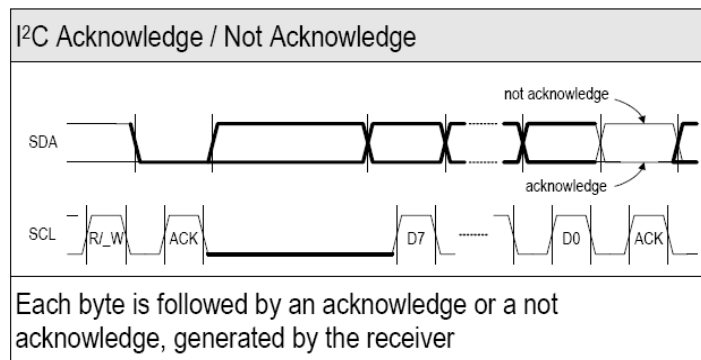 I²C Acknowledge / Not Acknowledge
not acknowledge
SDA
acknowledge
SCL R/_W ACK D7 D0 ACK
Each byte is followed by an acknowledge or a not
acknowledge, generated by the receiver